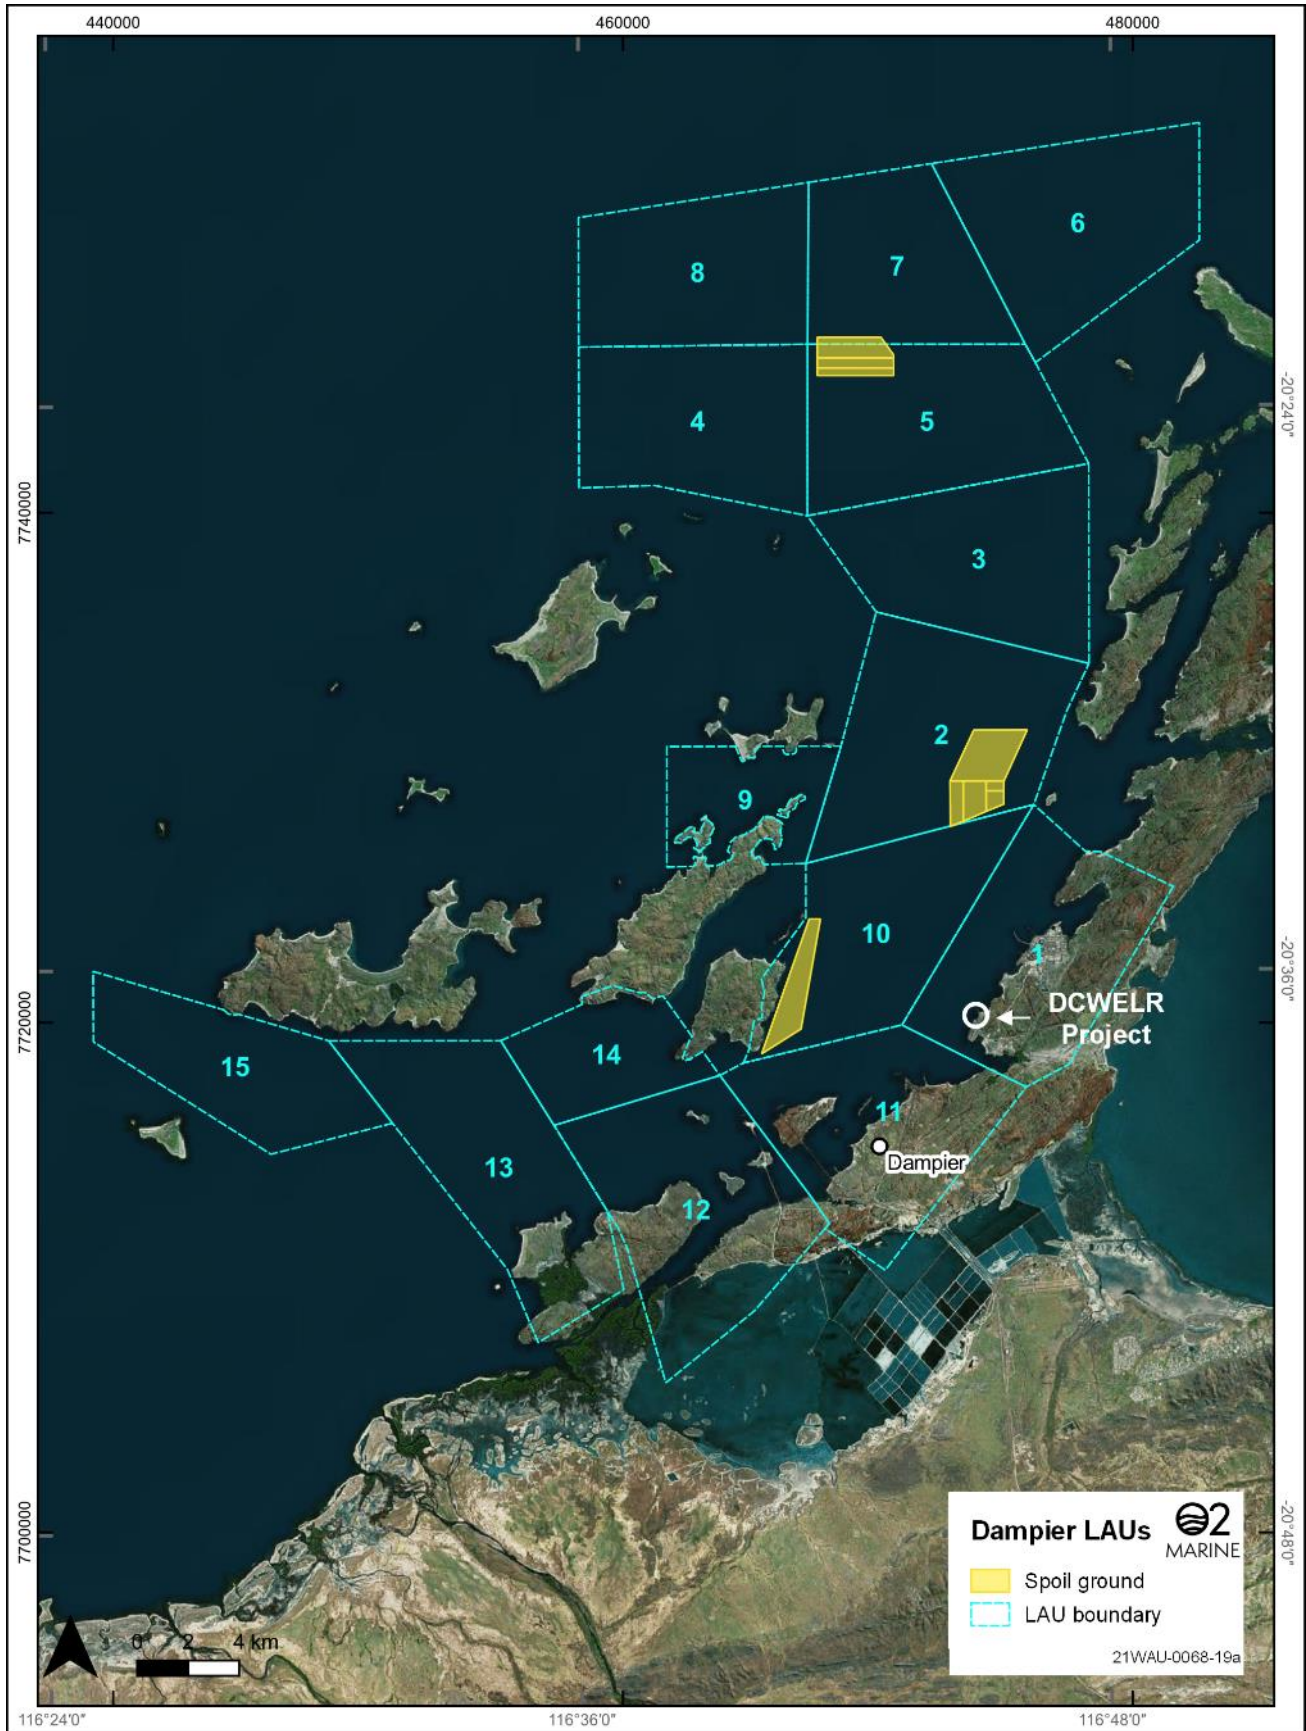 440000
460000
480000
6
8
7
-20°24'0"
4
5
7740000
3
2
9
10
1
-20°36'0"
DCWELR
Project
7720000
14
15
11
Dampier
13
12
7700000
Dampier LAUs
O2
MARINE
Spoil ground
LAU boundary
-20°48'0"
0 2 4 km
21WAU-0068-19a
116°24'0"
116°36'0"
116°48'0"